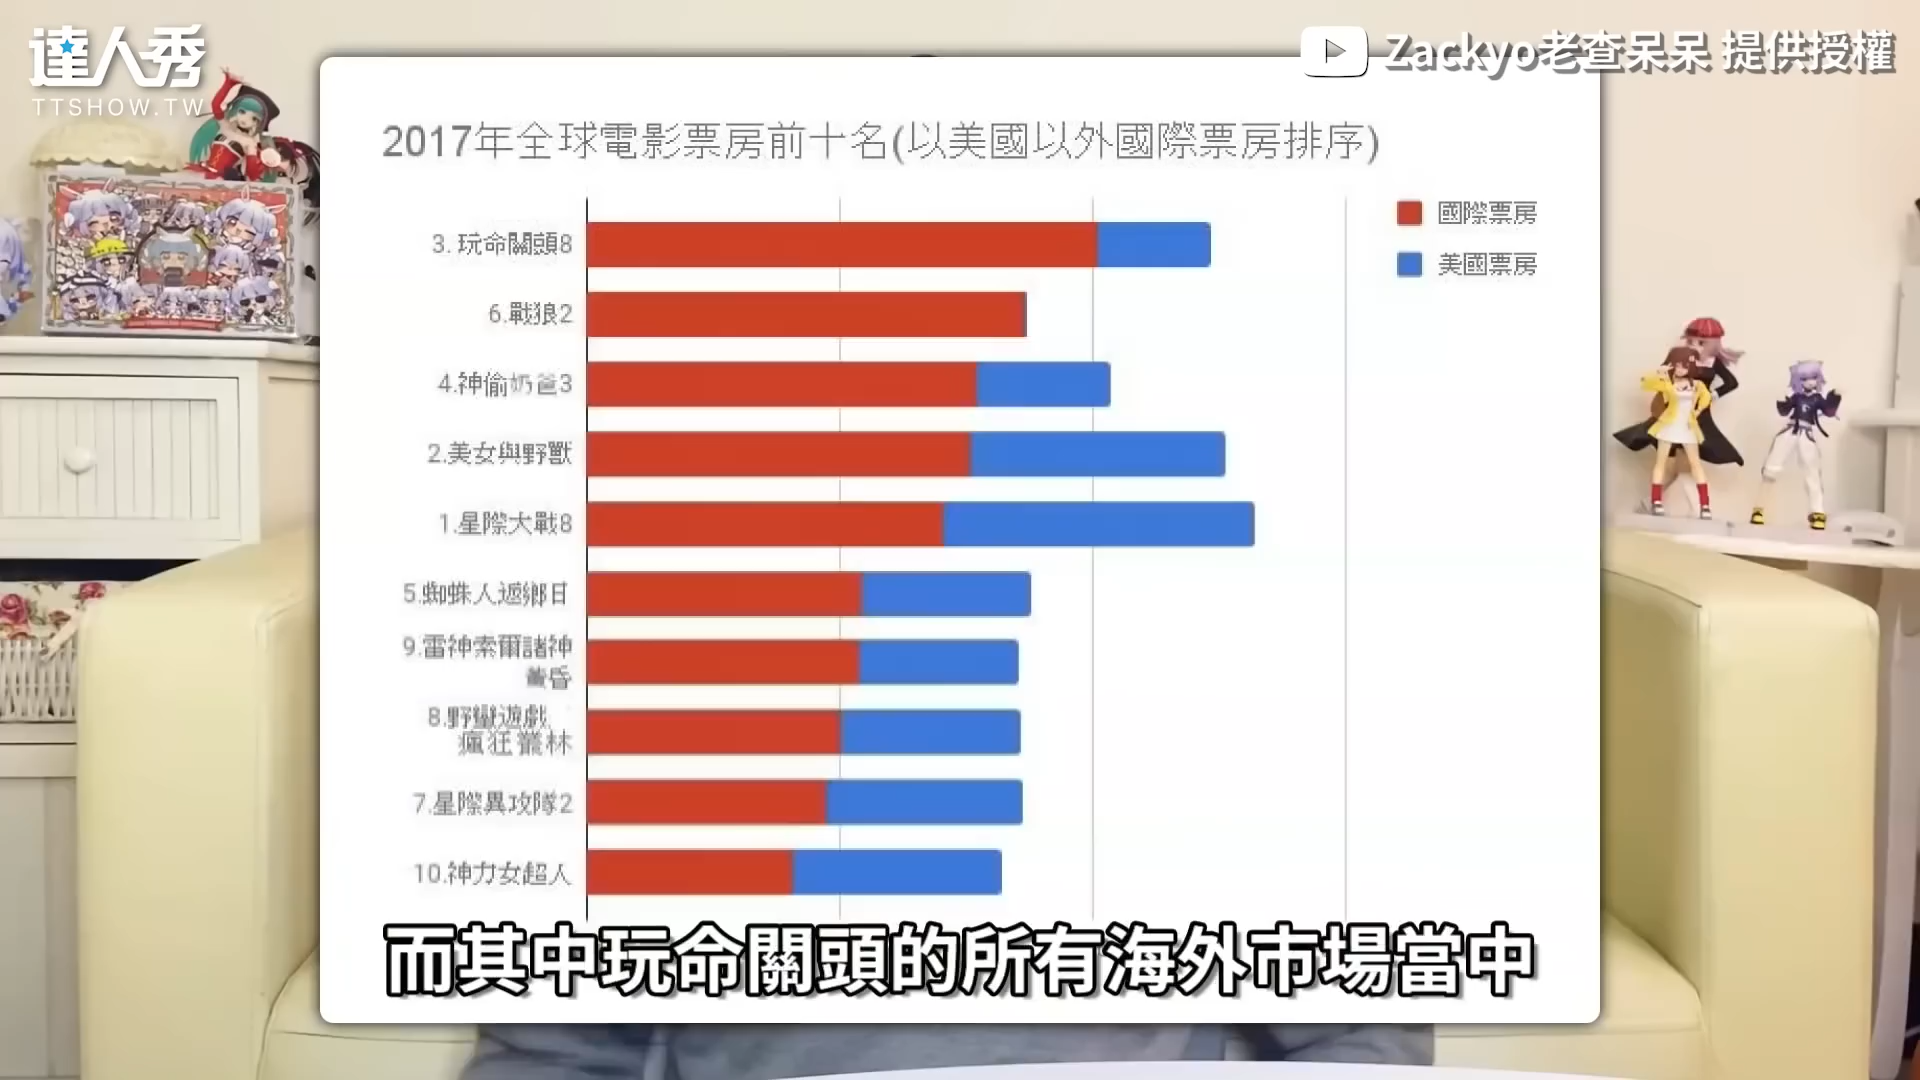 達人秀
TTSHOW.TW
Zackyo老查呆呆 提供授權
2017年全球電影票房前十名(以美國以外國際票房排序)
國際票房
美國票房
3. 玩命關頭8
6.戰狼2
4.神偷奶爸3
2.美女與野獸
1.星際大戰8
5.蜘蛛人返鄉日
9.雷神索爾諸神
黃昏
8.野蠻遊戲
瘋狂叢林
7.星際異攻隊2
10.神力女超人
而其中玩命關頭的所有海外市場當中